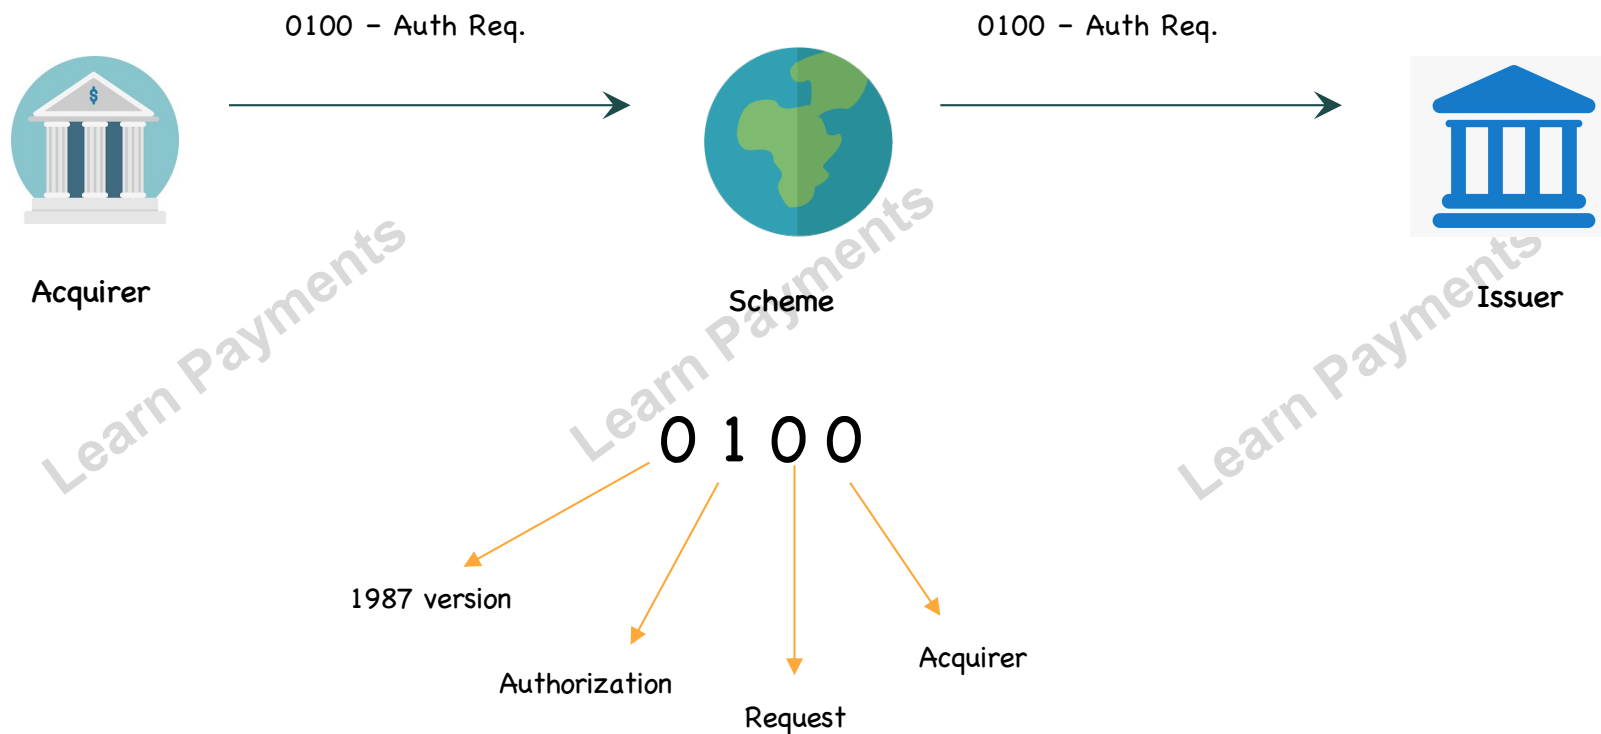 0100 – Auth Req.
0100 – Auth Req.
$
Acquirer
Scheme
Issuer
Learn Payments
Learn Payments
Learn Payments
0 1 0 0
1987 version
Authorization
Request
Acquirer